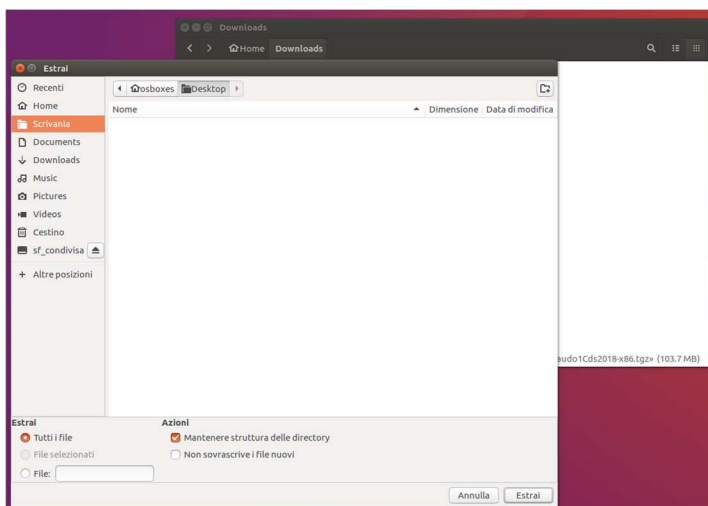 Downloads
Home Downloads
Estrai
Recenti
Home
Scrivania
Documents
Downloads
Music
Pictures
Videos
Cestino
sf_condivisa
+ Altre posizioni
osboxes Desktop
Nome Dimensione Data di modifica
audo1Cds2018-x86.tgz» (103.7 MB)
Estrai
Tutti i file
File selezionati
File:
Azioni
Mantenere struttura delle directory
Non sovrascrive i file nuovi
Annulla Estrai